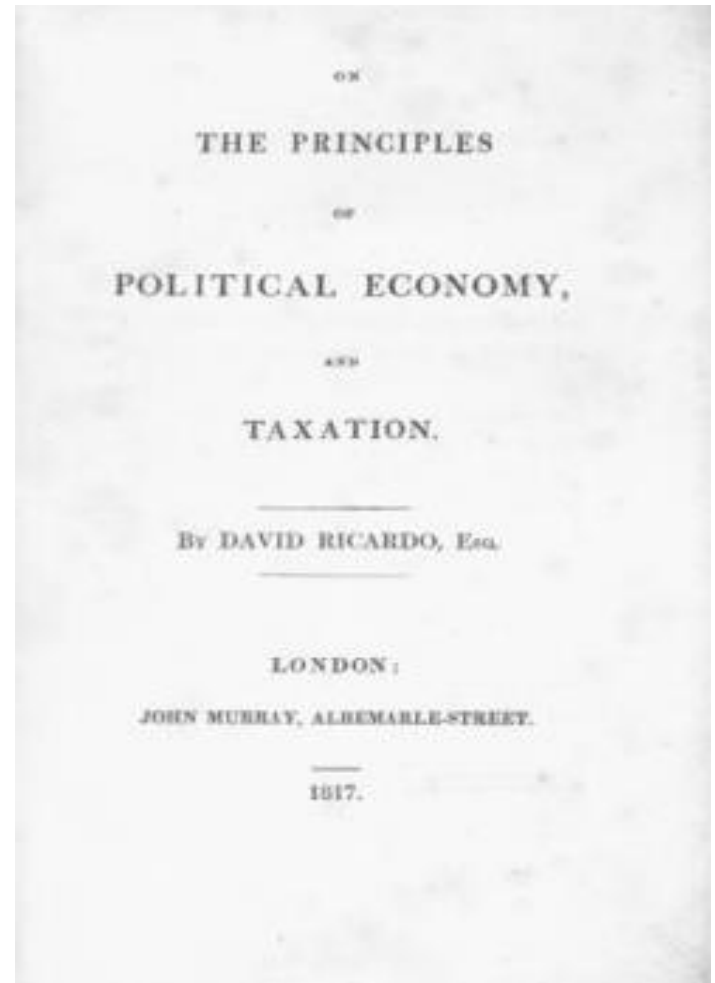 ON
THE PRINCIPLES
OF
POLITICAL ECONOMY,
AND
TAXATION.
By DAVID RICARDO, Esq.
LONDON:
JOHN MURRAY, ALBEMARLE-STREET.
1817.